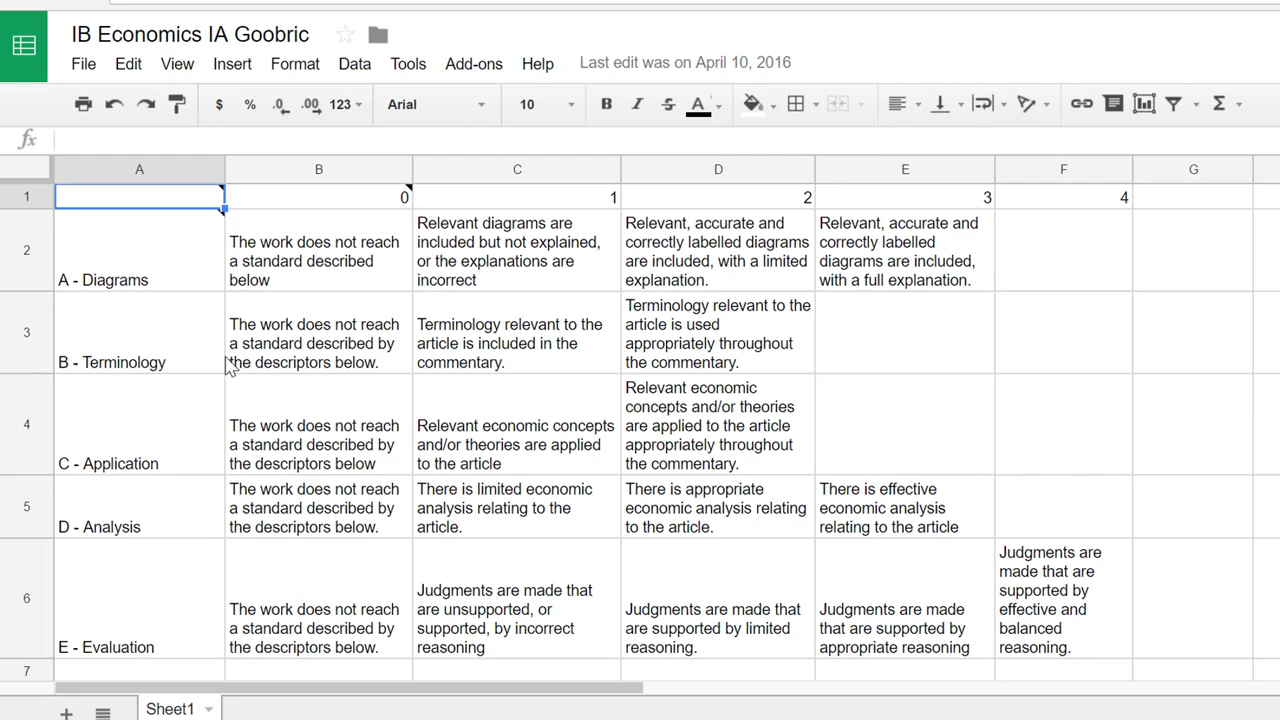 IB Economics IA Goobric
File Edit View Insert Format Data Tools Add-ons Help Last edit was on April 10, 2016
$ % .0 .00 123 Arial 10 B I S A Σ
fx
A B C D E F G
1 0 1 2 3 4
2
A - Diagrams
The work does not reach
a standard described
below
Relevant diagrams are
included but not explained,
or the explanations are
incorrect
Relevant, accurate and
correctly labelled diagrams
are included, with a limited
explanation.
Relevant, accurate and
correctly labelled
diagrams are included,
with a full explanation.
3
B - Terminology
The work does not reach
a standard described by
the descriptors below.
Terminology relevant to the
article is included in the
commentary.
Terminology relevant to the
article is used
appropriately throughout
the commentary.
4
C - Application
The work does not reach
a standard described by
the descriptors below
Relevant economic concepts
and/or theories are applied
to the article
Relevant economic
concepts and/or theories
are applied to the article
appropriately throughout
the commentary.
5
D - Analysis
The work does not reach
a standard described by
the descriptors below.
There is limited economic
analysis relating to the
article.
There is appropriate
economic analysis relating
to the article.
There is effective
economic analysis
relating to the article
6
E - Evaluation
The work does not reach
a standard described by
the descriptors below.
Judgments are made that
are unsupported, or
supported, by incorrect
reasoning
Judgments are made that
are supported by limited
reasoning.
Judgments are made
that are supported by
appropriate reasoning
Judgments are
made that are
supported by
effective and
balanced
reasoning.
7
Sheet1